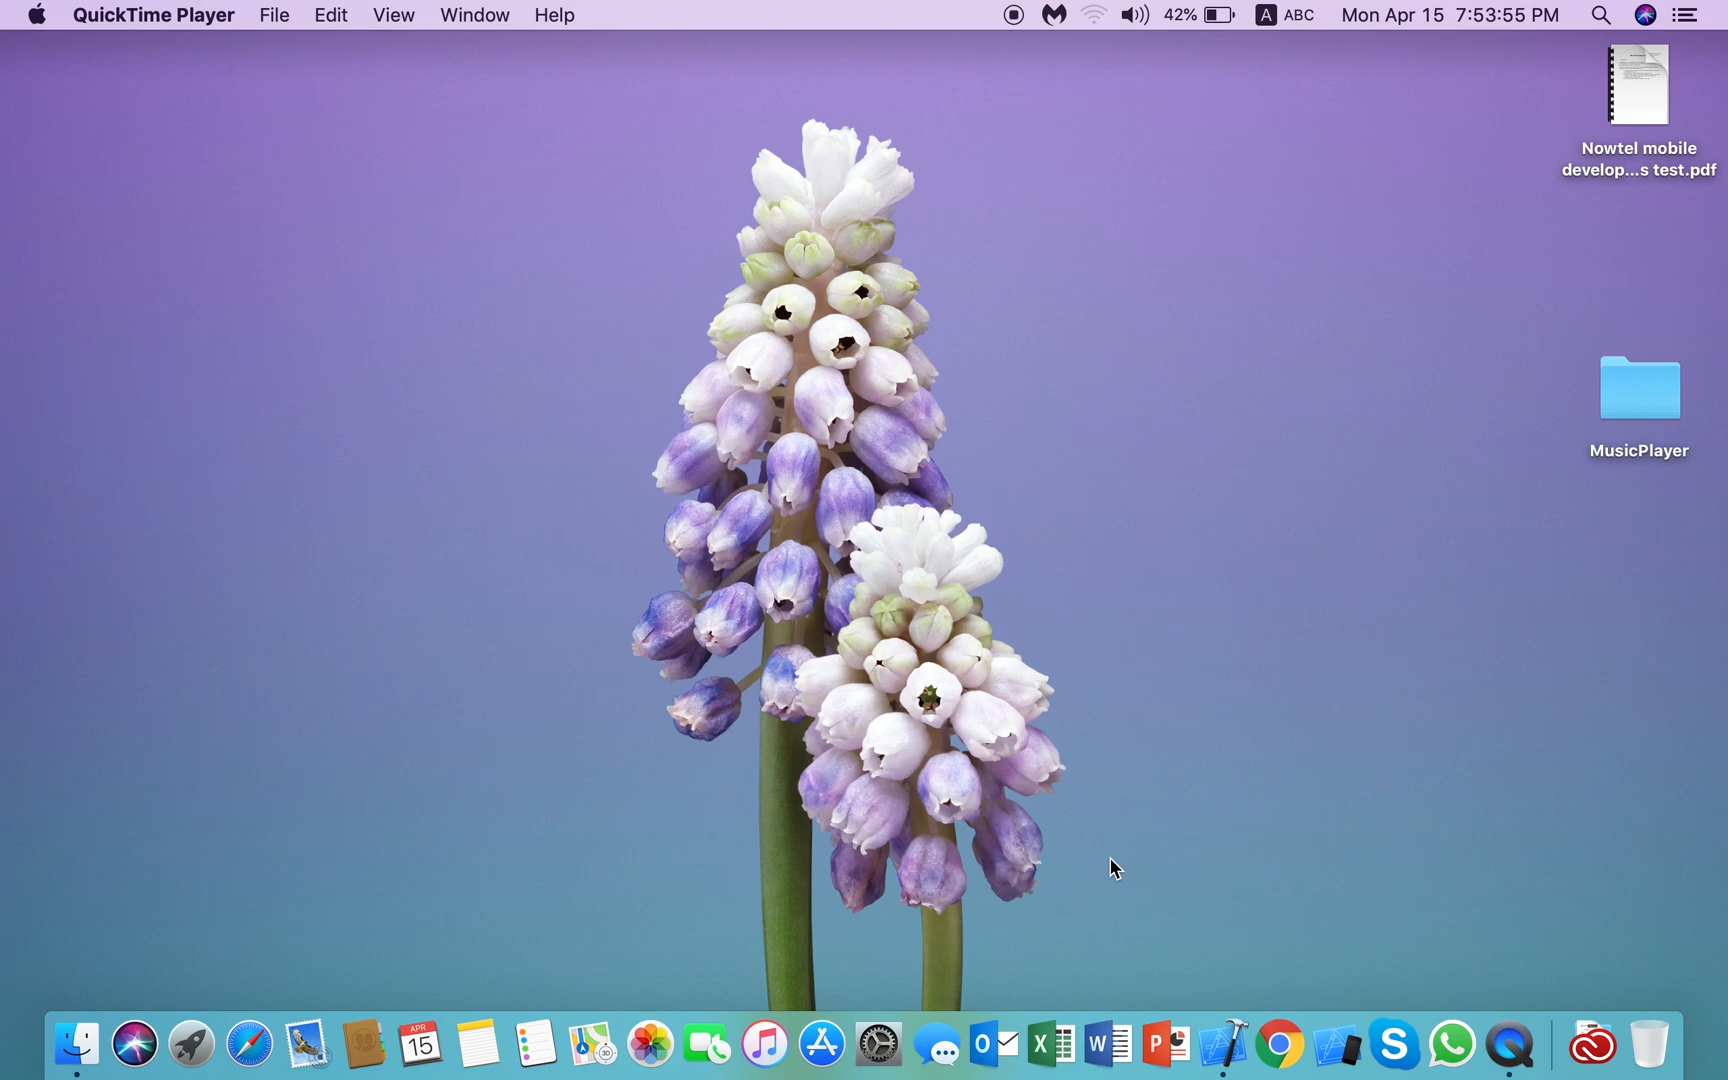 QuickTime Player File Edit View Window Help 42% A ABC Mon Apr 15 7:53:55 PM
Nowtel mobile
develop...s test.pdf
MusicPlayer
APR
15